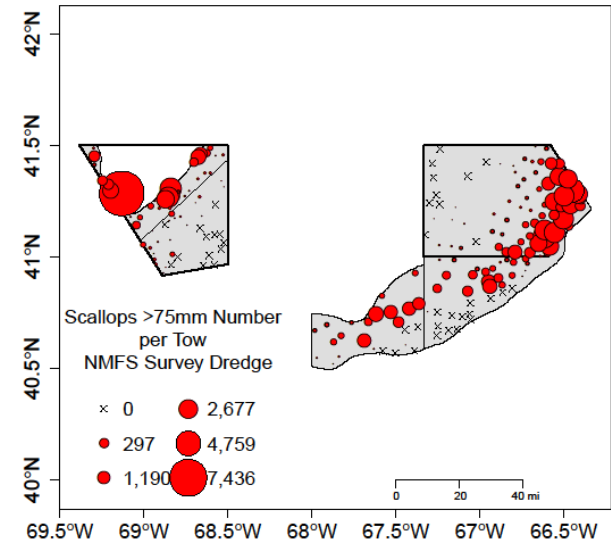 42°N
41.5°N
41°N
Scallops >75mm Number
per Tow
NMFS Survey Dredge
40.5°N
0 2,677
297 4,759
1,190 7,436
40°N
0 20 40 mi
69.5°W 69°W 68.5°W 68°W 67.5°W 67°W 66.5°W